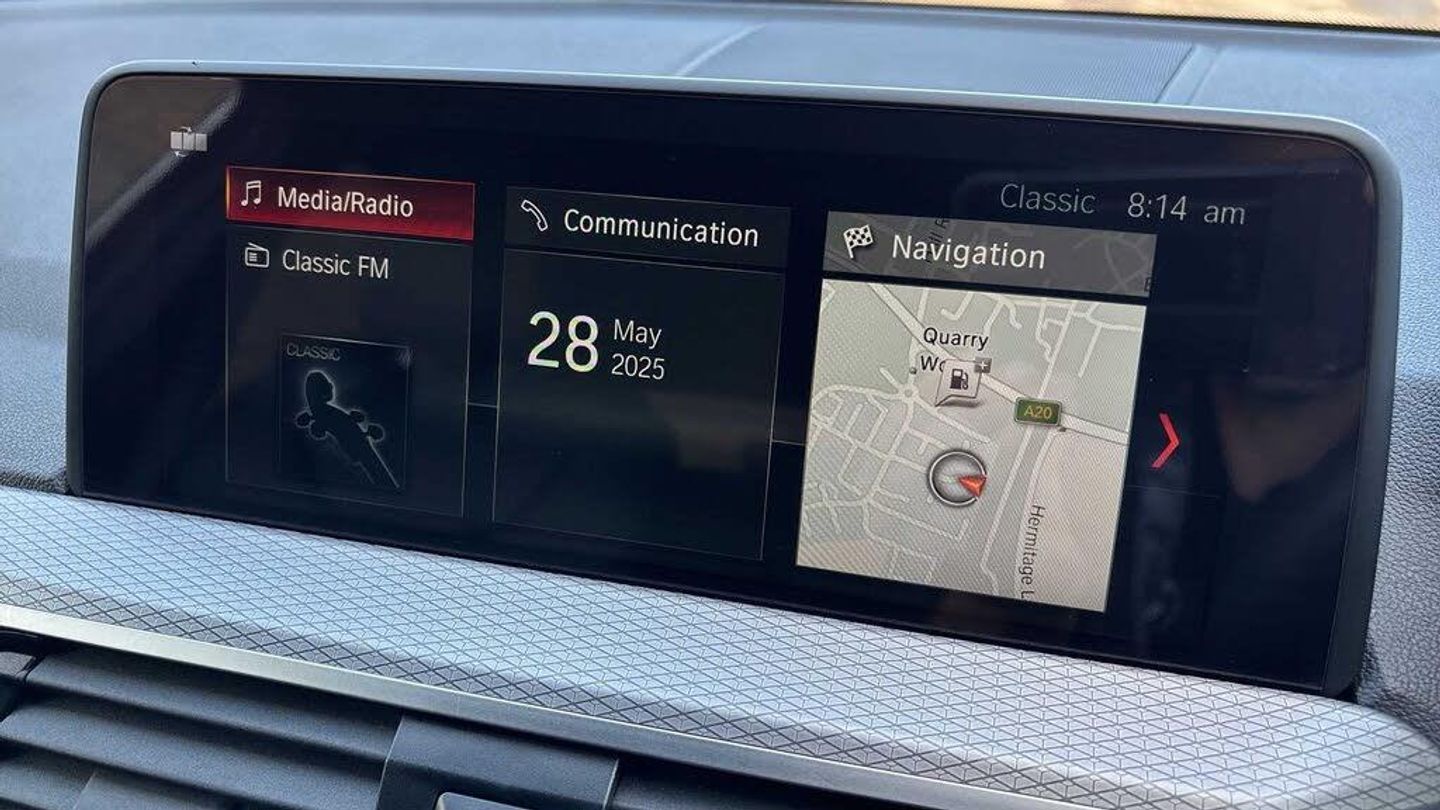 Classic 8:14 am
Media/Radio
Classic FM
CLASSIC
Communication
28
May
2025
Navigation
Quarry
A20
Hermitage L